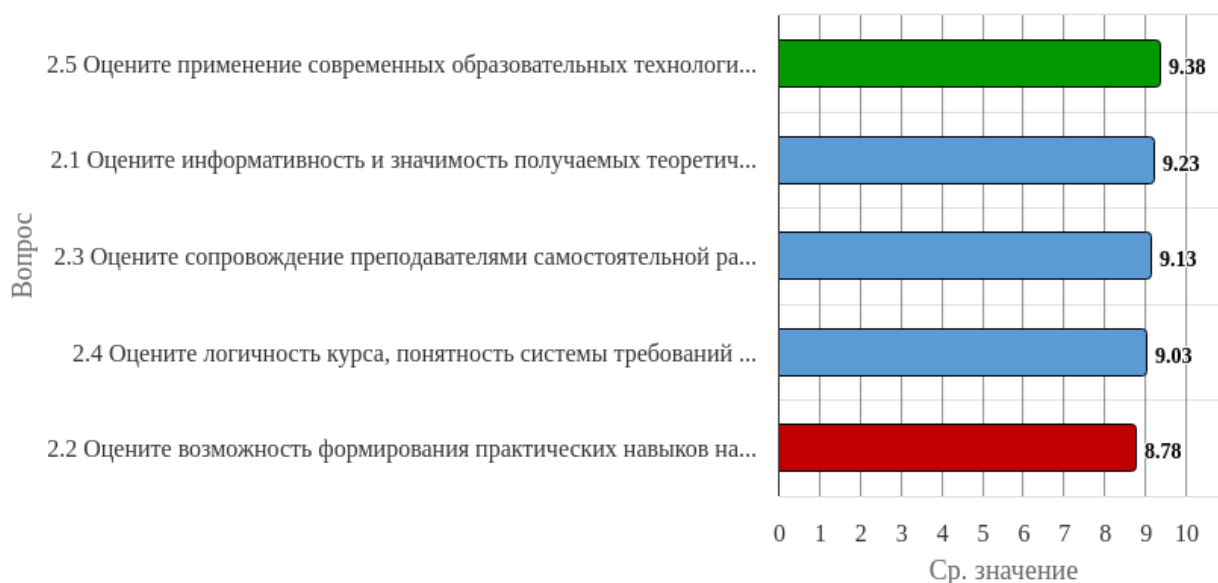 2.5 Оцените применение современных образовательных технологи...
9.38
2.1 Оцените информативность и значимость получаемых теоретич...
9.23
2.3 Оцените сопровождение преподавателями самостоятельной ра...
9.13
2.4 Оцените логичность курса, понятность системы требований ...
9.03
2.2 Оцените возможность формирования практических навыков на...
8.78
Вопрос
0 1 2 3 4 5 6 7 8 9 10
Ср. значение